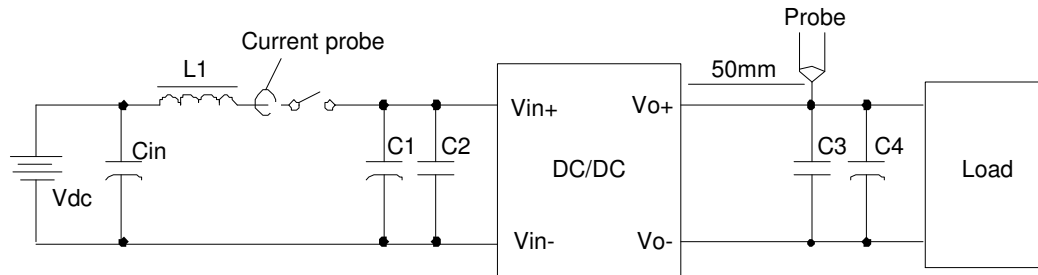 Probe
Current probe
L1
50mm
Vin+
Vo+
Cin
C1
C2
C3
C4
DC/DC
Load
Vdc
Vin-
Vo-